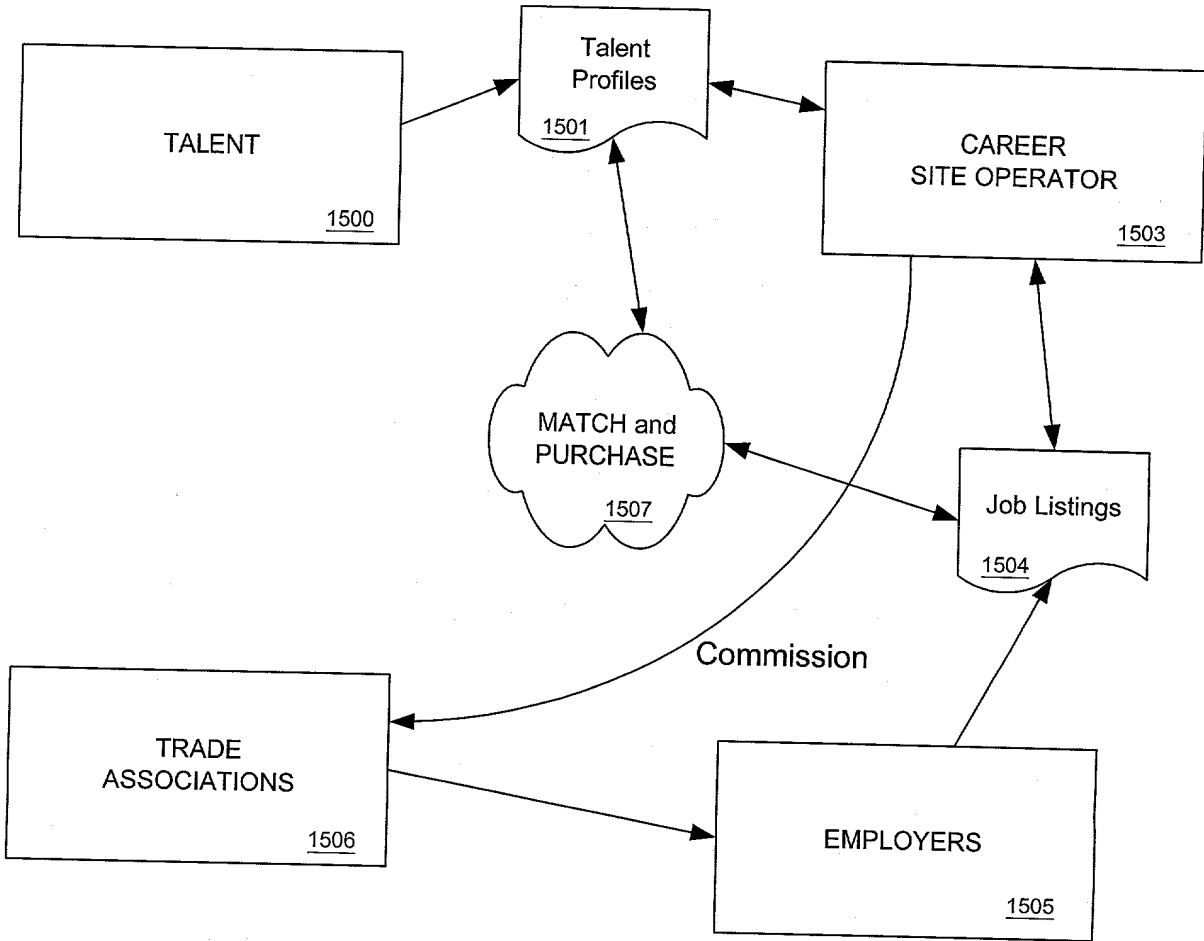 TALENT
1500
Talent
Profiles
1501
CAREER
SITE OPERATOR
1503
MATCH and
PURCHASE
1507
Job Listings
1504
Commission
TRADE
ASSOCIATIONS
1506
EMPLOYERS
1505